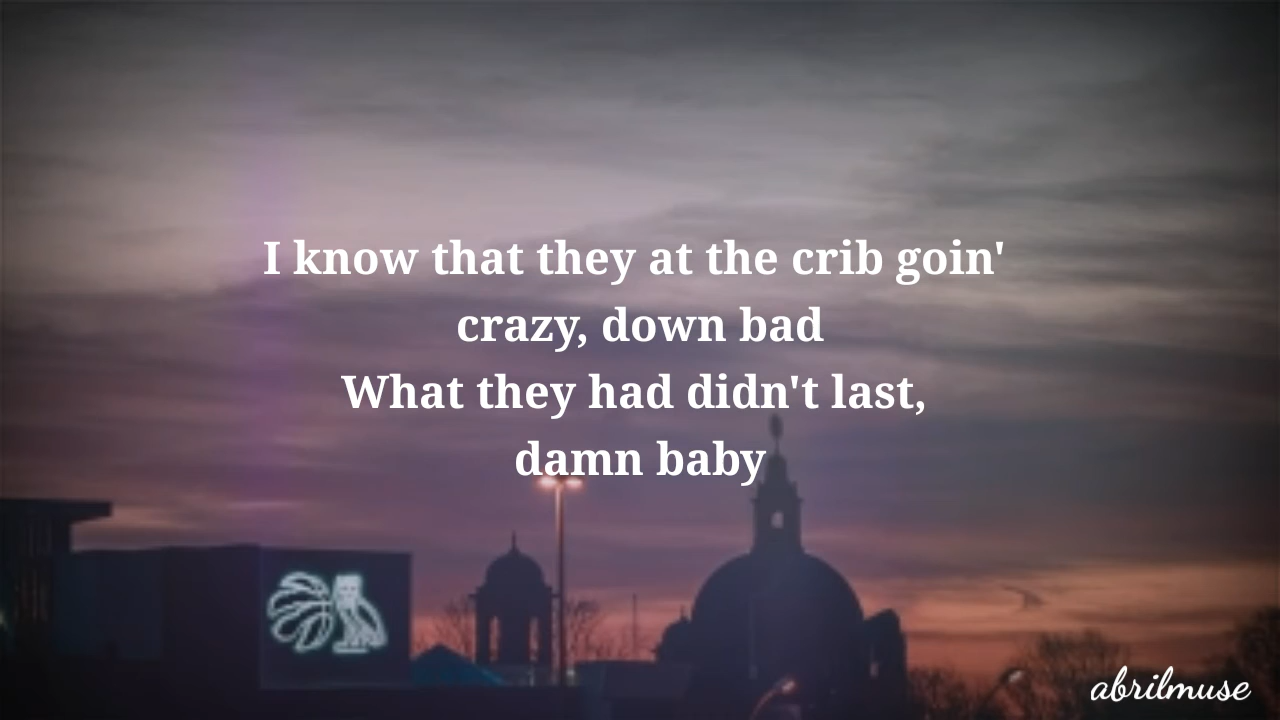 I know that they at the crib goin'
crazy, down bad
What they had didn't last,
damn baby
abrilmuse